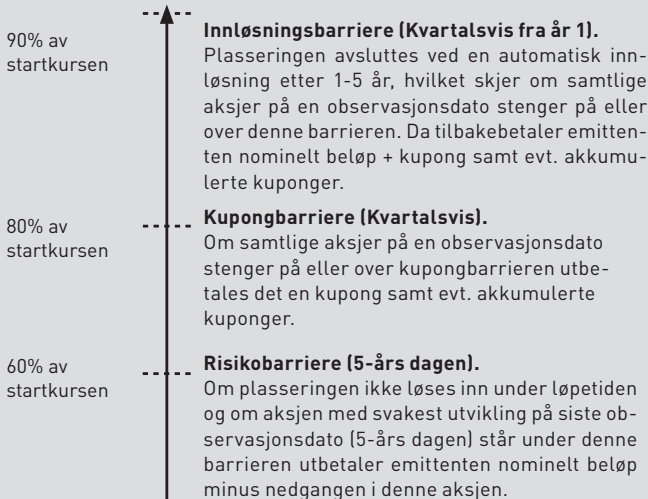 90% av
startkursen
Innløsningsbarriere (Kvartalsvis fra år 1).
Plasseringen avsluttes ved en automatisk inn-
løsning etter 1-5 år, hvilket skjer om samtlige
aksjer på en observasjonsdato stenger på eller
over denne barrieren. Da tilbakebetaler emitten-
ten nominelt beløp + kupong samt evt. akkumu-
lerte kuponger.
80% av
startkursen
Kupongbarriere (Kvartalsvis).
Om samtlige aksjer på en observasjonsdato
stenger på eller over kupongbarrieren utbe-
tales det en kupong samt evt. akkumulerte
kuponger.
60% av
startkursen
Risikobarriere (5-års dagen).
Om plasseringen ikke løses inn under løpetiden
og om aksjen med svakest utvikling på siste ob-
servasjonsdato (5-års dagen) står under denne
barrieren utbetaler emittenten nominelt beløp
minus nedgangen i denne aksjen.